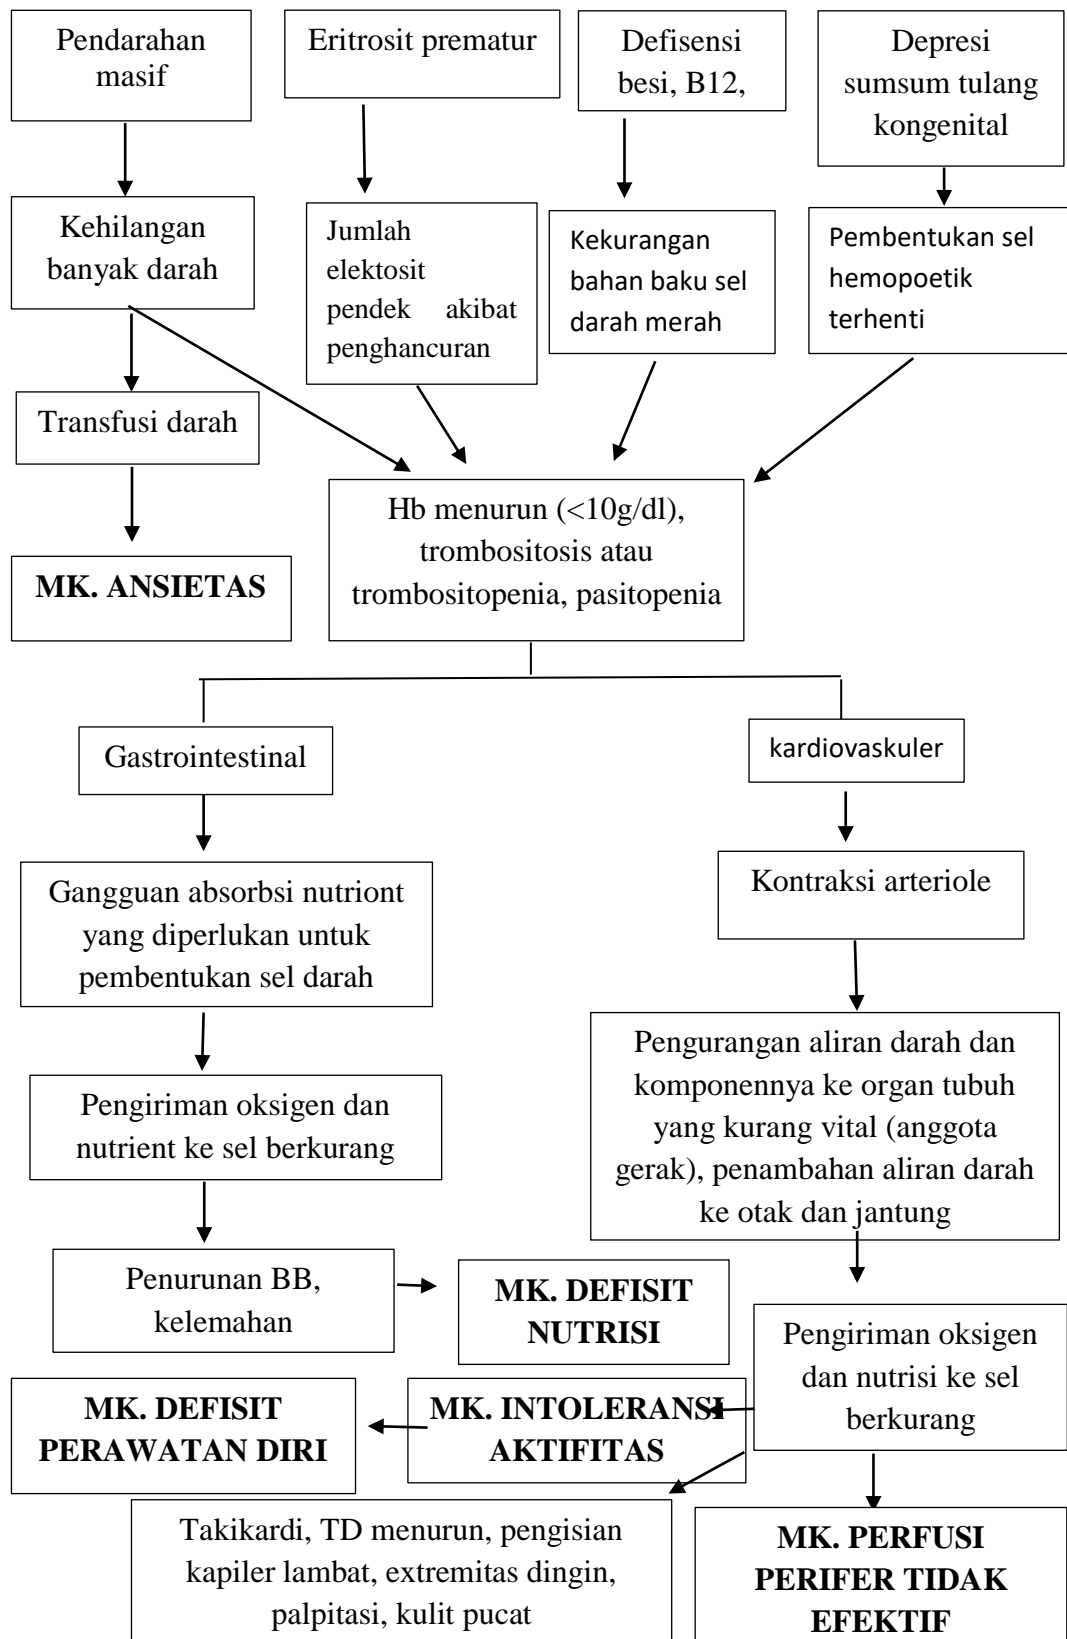 Pendarahan
masif
Eritrosit prematur
Defisensi
besi, B12,
Depresi
sumsum tulang
kongenital
Kehilangan
banyak darah
Jumlah
elektosit
pendek akibat
penghancuran
Kekurangan
bahan baku sel
darah merah
Pembentukan sel
hemopoetik
terhenti
Transfusi darah
Hb menurun (<10g/dl),
trombositosis atau
trombositopenia, pasitopenia
MK. ANSIETAS
Gastrointestinal
kardiovaskuler
Gangguan absorbsi nutriont
yang diperlukan untuk
pembentukan sel darah
Kontraksi arteriole
Pengiriman oksigen dan
nutrient ke sel berkurang
Pengurangan aliran darah dan
komponennya ke organ tubuh
yang kurang vital (anggota
gerak), penambahan aliran darah
ke otak dan jantung
Penurunan BB,
kelemahan
MK. DEFISIT
NUTRISI
Pengiriman oksigen
dan nutrisi ke sel
berkurang
MK. DEFISIT
PERAWATAN DIRI
MK. INTOLERANSI
AKTIFITAS
Takikardi, TD menurun, pengisian
kapiler lambat, extremitas dingin,
palpitasi, kulit pucat
MK. PERFUSI
PERIFER TIDAK
EFEKTIF